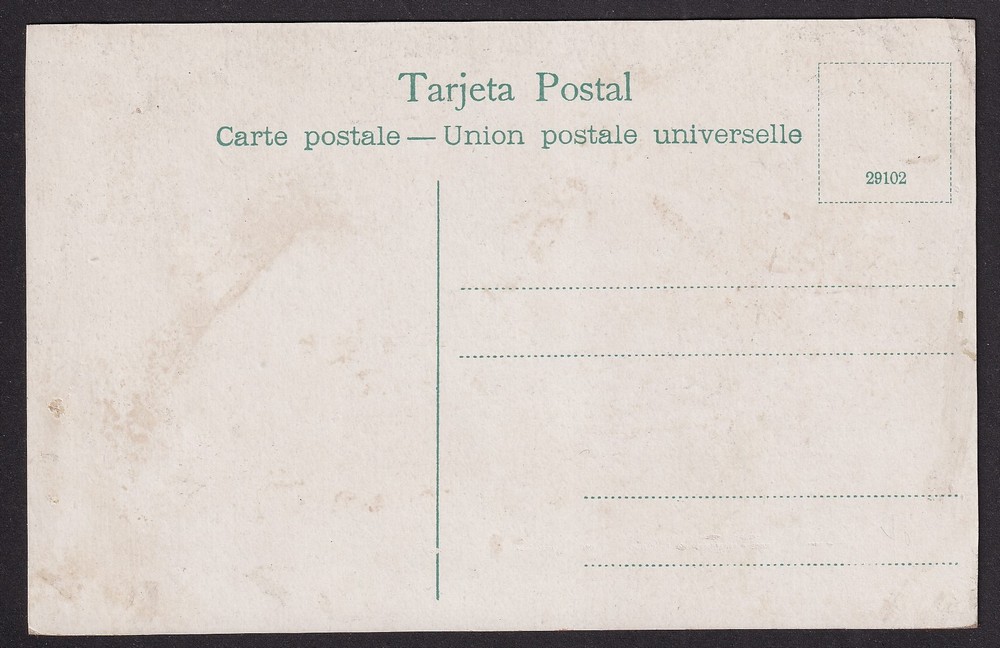 Tarjeta Postal
Carte postale — Union postale universelle
29102